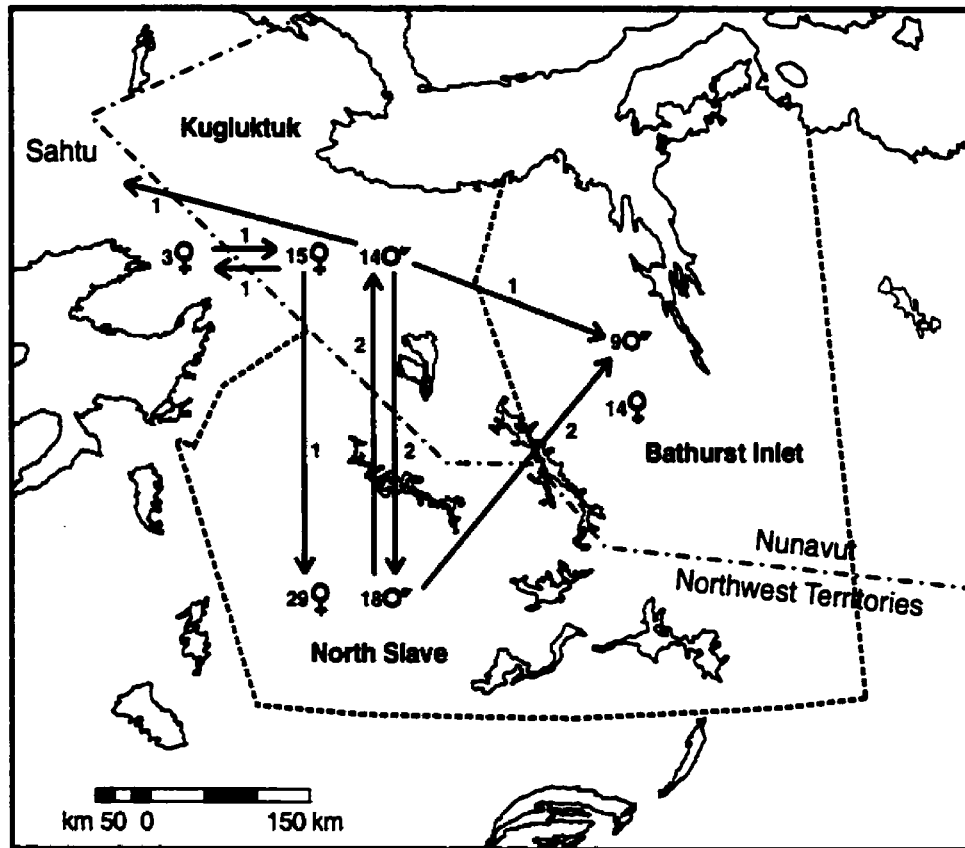 Kugluktuk
Sahtu
1
1
3♀ 15♀ 14♂
1
1
9♂
2
14♀
2
Bathurst Inlet
1 2
Nunavut
Northwest Territories
29♀ 18♂
North Slave
km 50 0 150 km